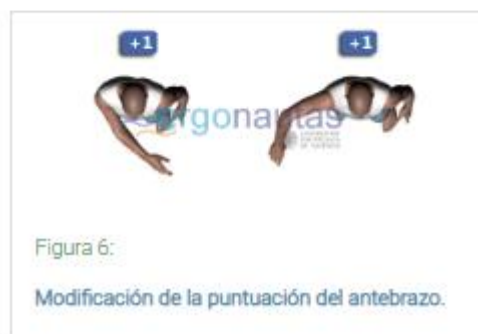 +1 +1
ergonautas
Figura 6:
Modificación de la puntuación del antebrazo.